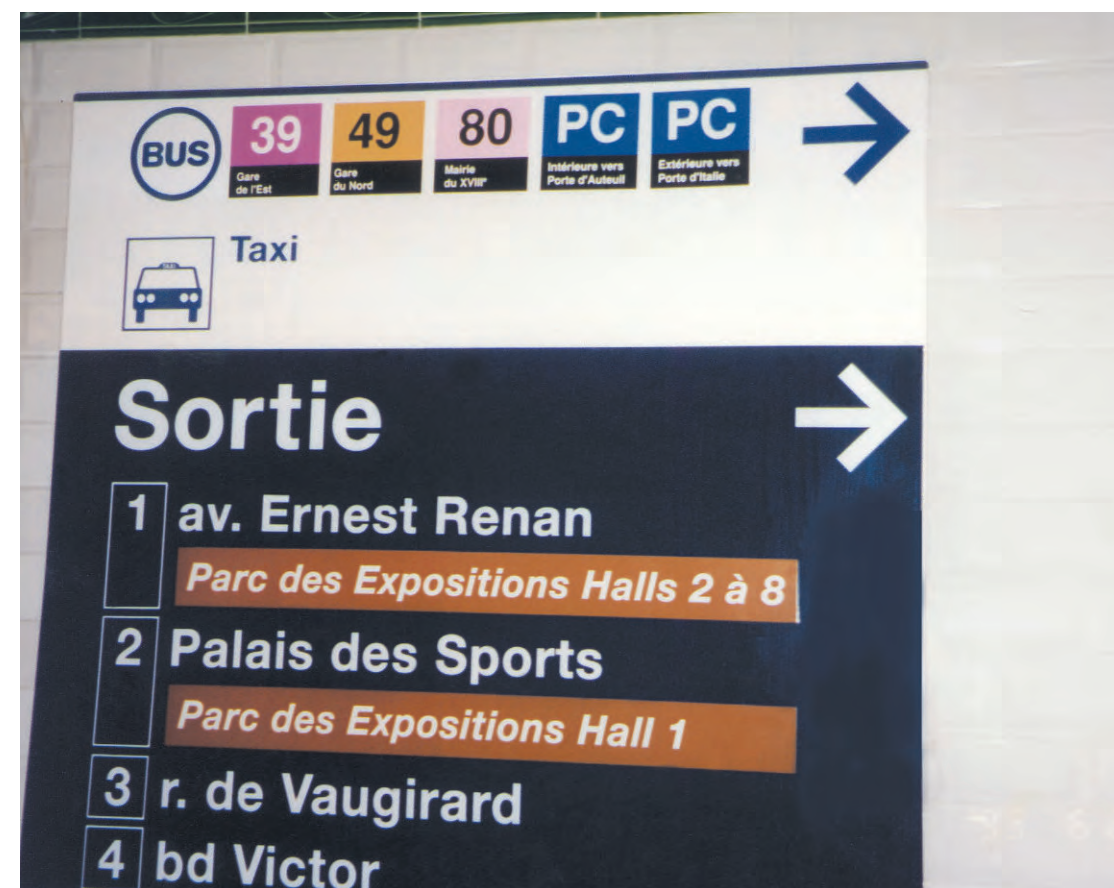 BUS 39 49 80 PC PC
Gare de l'Est
Gare du Nord
Mairie du XVIIIe
Intérieure vers Porte d'Auteuil
Extérieure vers Porte d'Italie
TAXI
Taxi
Sortie
1 av. Ernest Renan
Parc des Expositions Halls 2 à 8
2 Palais des Sports
Parc des Expositions Hall 1
3 r. de Vaugirard
4 bd Victor